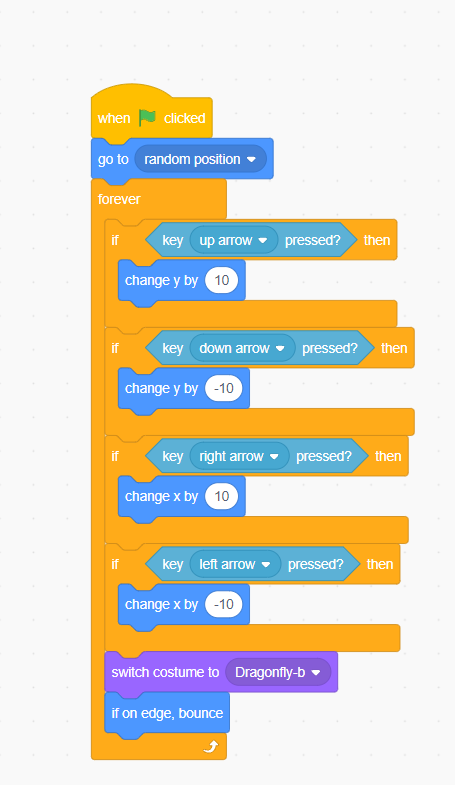 when clicked
go to random position
forever
if key up arrow pressed? then
change y by 10
if key down arrow pressed? then
change y by -10
if key right arrow pressed? then
change x by 10
if key left arrow pressed? then
change x by -10
switch costume to Dragonfly-b
if on edge, bounce